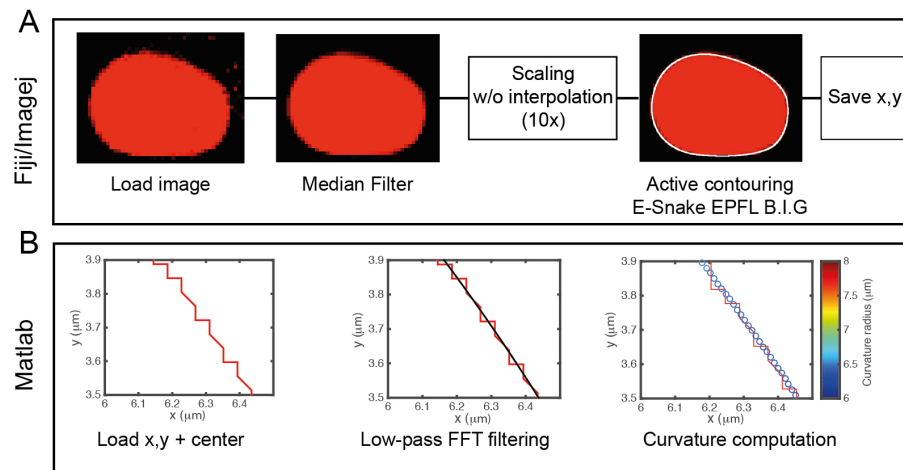 A
Fiji/Imagej
Load image
Median Filter
Scaling
w/o interpolation
(10x)
Active contouring
E-Snake EPFL B.I.G
Save x,y
B
Matlab
3.9
3.8
3.7
3.6
3.5
y (μm)
6
6.1
6.2
6.3
6.4
x (μm)
Load x,y + center
3.9
3.8
3.7
3.6
3.5
y (μm)
6
6.1
6.2
6.3
6.4
x (μm)
Low-pass FFT filtering
3.9
3.8
3.7
3.6
3.5
y (μm)
6
6.1
6.2
6.3
6.4
x (μm)
8
7.5
7
6.5
6
Curvature radius (μm)
Curvature computation